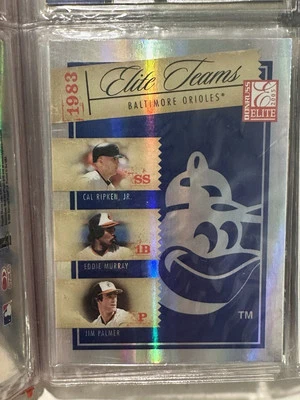 1983
Elite Teams
BALTIMORE ORIOLES®
DONRUSS
ELITE
SS
CAL RIPKEN, JR.
1B
EDDIE MURRAY
P
JIM PALMER
TM